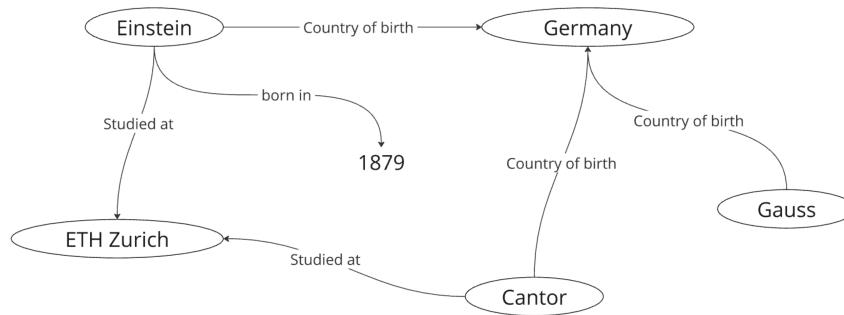 Einstein
Country of birth
Germany
born in
Studied at
Country of birth
1879
Country of birth
Gauss
ETH Zurich
Studied at
Cantor